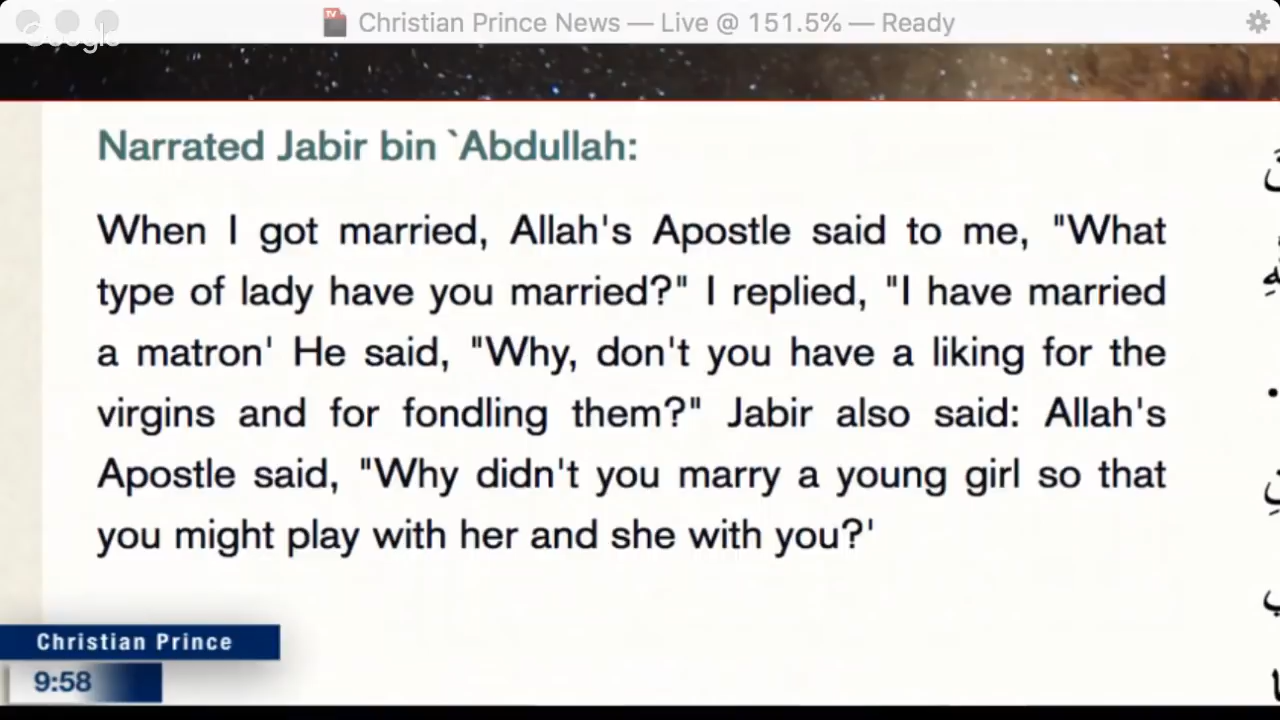 Christian Prince News — Live @ 151.5% — Ready
Google
Narrated Jabir bin `Abdullah:
When I got married, Allah's Apostle said to me, "What
type of lady have you married?" I replied, "I have married
a matron' He said, "Why, don't you have a liking for the
virgins and for fondling them?" Jabir also said: Allah's
Apostle said, "Why didn't you marry a young girl so that
you might play with her and she with you?'
Christian Prince
9:58